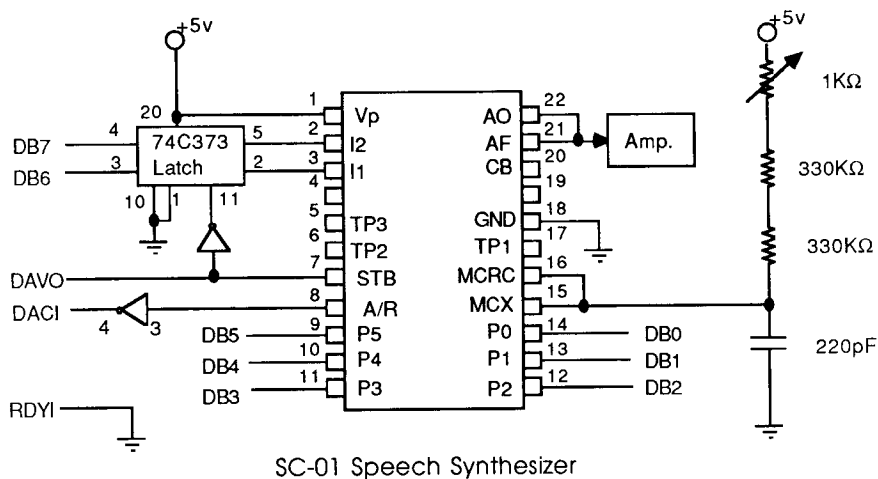 +5v
+5v
1KΩ
330KΩ
330KΩ
220pF
20
74C373
Latch
DB7 4
DB6 3
5
2
10 1 11
1 Vp
2 I2
3 I1
4
5 TP3
6 TP2
7 STB
8 A/R
9 P5
10 P4
11 P3
AO 22
AF 21
CB 20
19
GND 18
TP1 17
MCRC 16
MCX 15
P0 14
P1 13
P2 12
Amp.
DAVO
DACI 4 3
DB5
DB4
DB3
DB0
DB1
DB2
RDYI
SC-01 Speech Synthesizer